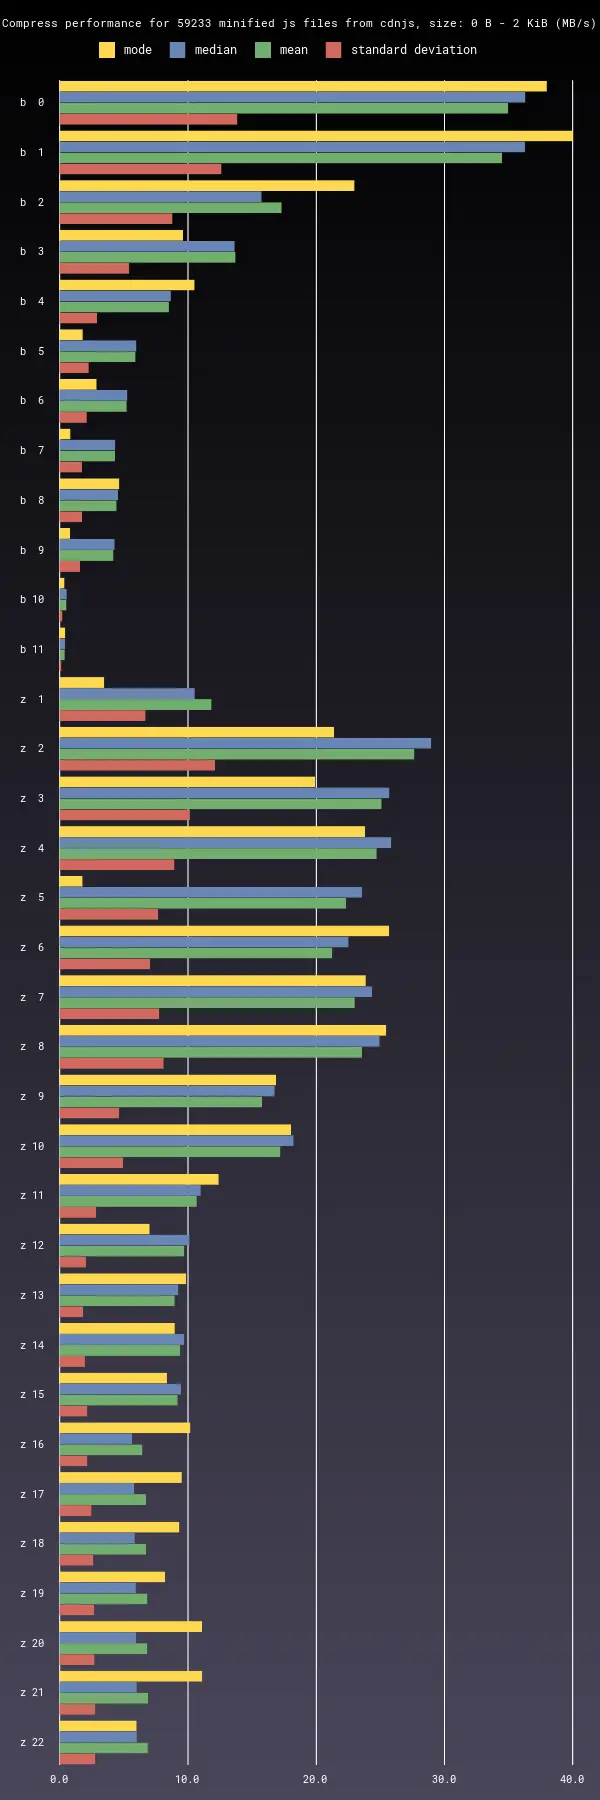 Compress performance for 59233 minified js files from cdnjs, size: 0 B - 2 KiB (MB/s)
mode median mean standard deviation
b 0
b 1
b 2
b 3
b 4
b 5
b 6
b 7
b 8
b 9
b 10
b 11
z 1
z 2
z 3
z 4
z 5
z 6
z 7
z 8
z 9
z 10
z 11
z 12
z 13
z 14
z 15
z 16
z 17
z 18
z 19
z 20
z 21
z 22
0.0 10.0 20.0 30.0 40.0